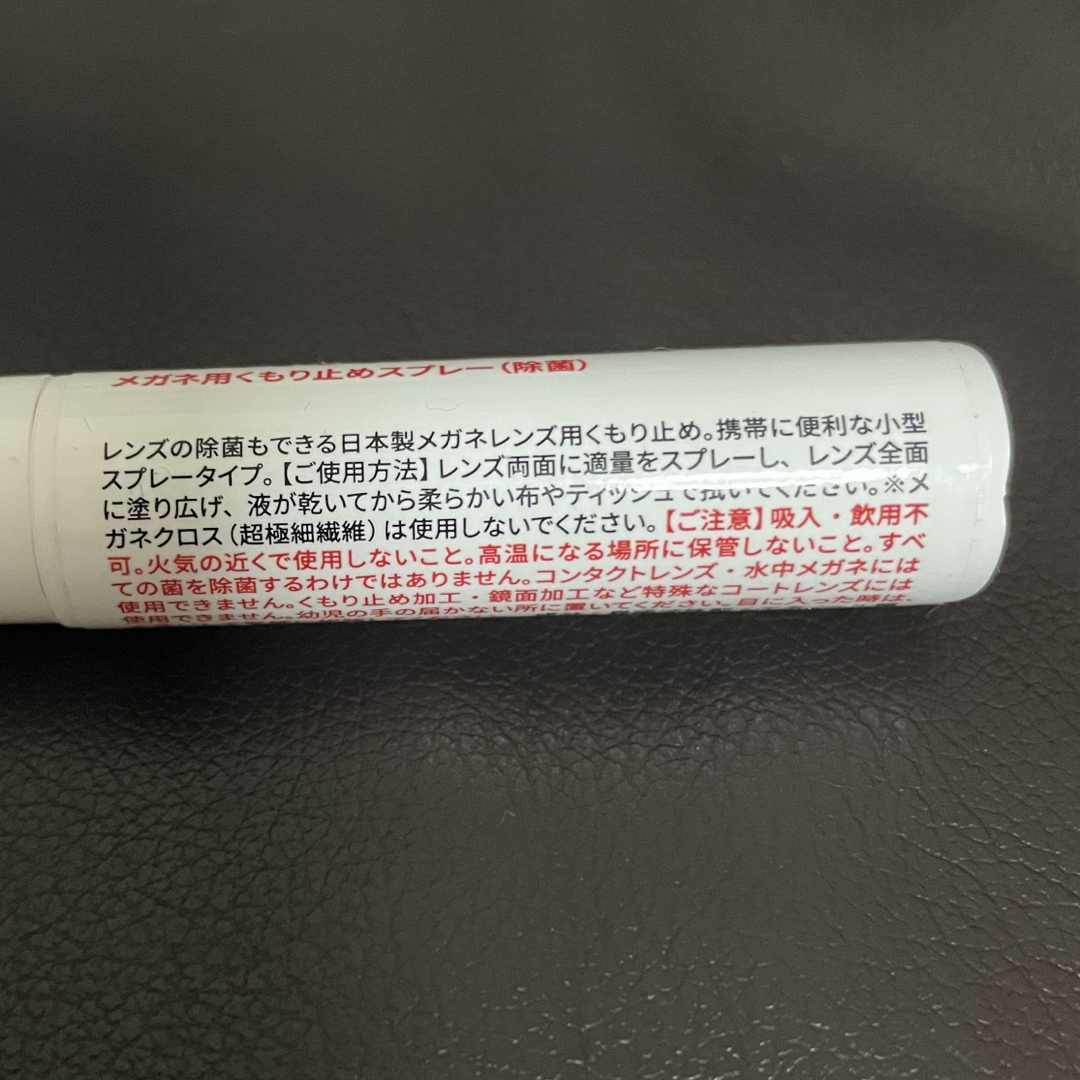 メガネ用くもり止めスプレー(除菌)
レンズの除菌もできる日本製メガネレンズ用くもり止め。携帯に便利な小型
スプレータイプ。【ご使用方法】レンズ両面に適量をスプレーし、レンズ全面
に塗り広げ、液が乾いてから柔らかい布やティッシュで拭いてください。※メ
ガネクロス(超極細繊維)は使用しないでください。【ご注意】吸入・飲用不
可。火気の近くで使用しないこと。高温になる場所に保管しないこと。すべ
ての菌を除菌するわけではありません。コンタクトレンズ・水中メガネには
使用できません。くもり止め加工・鏡面加工など特殊なコートレンズには
使用できません。幼児の手の届かない所に置いてください。目に入った時は、